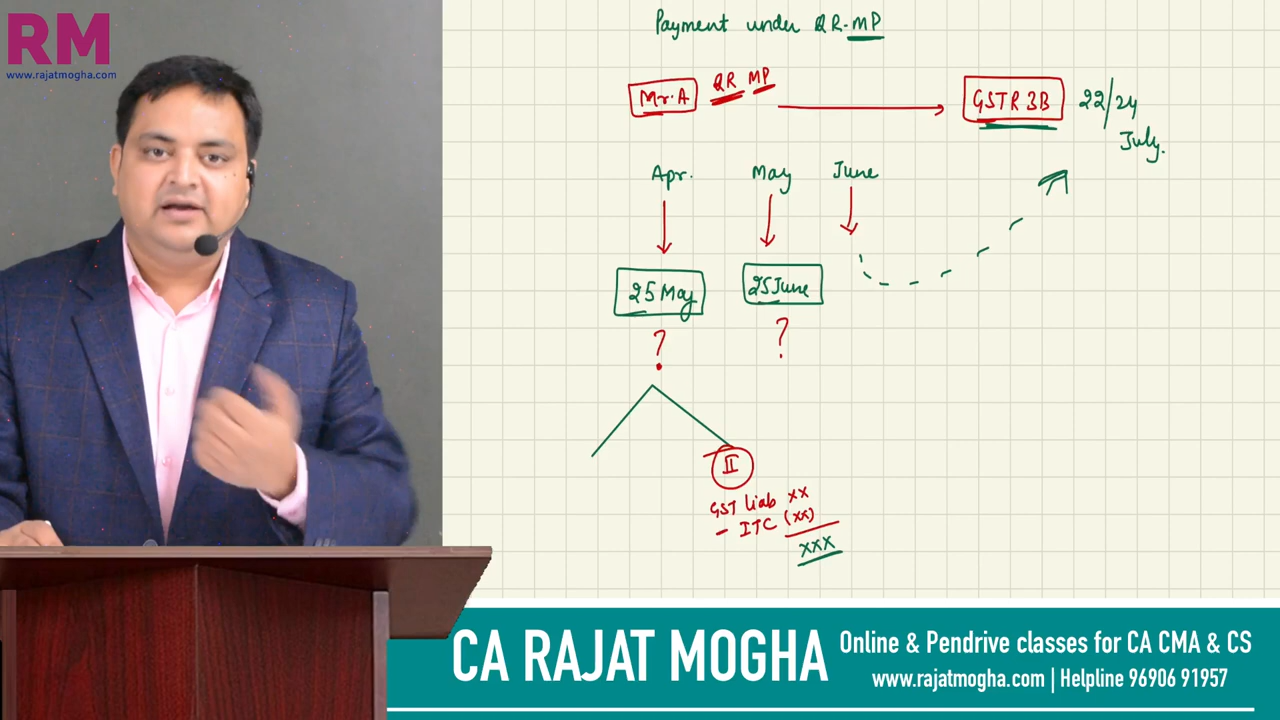 RM
www.rajatmogha.com
Payment under QR-MP
Mr. A QR MP GSTR 3B 22/24 July.
Apr. May June
25 May 25 June
? ?
II
GST liab xx
- ITC (xx)
xxx
CA RAJAT MOGHA
Online & Pendrive classes for CA CMA & CS
www.rajatmogha.com | Helpline 96906 91957